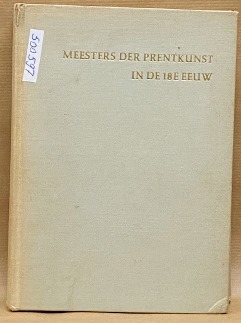 MEESTERS DER PRENTKUNST
IN DE 18E EEUW
500597